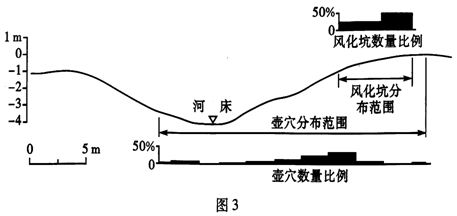 50%
0
风化坑数量比例
1 m
0
-1
-2
-3
-4
风化坑分
布范围
河 床
壶穴分布范围
0 5 m
50%
0
壶穴数量比例
图 3